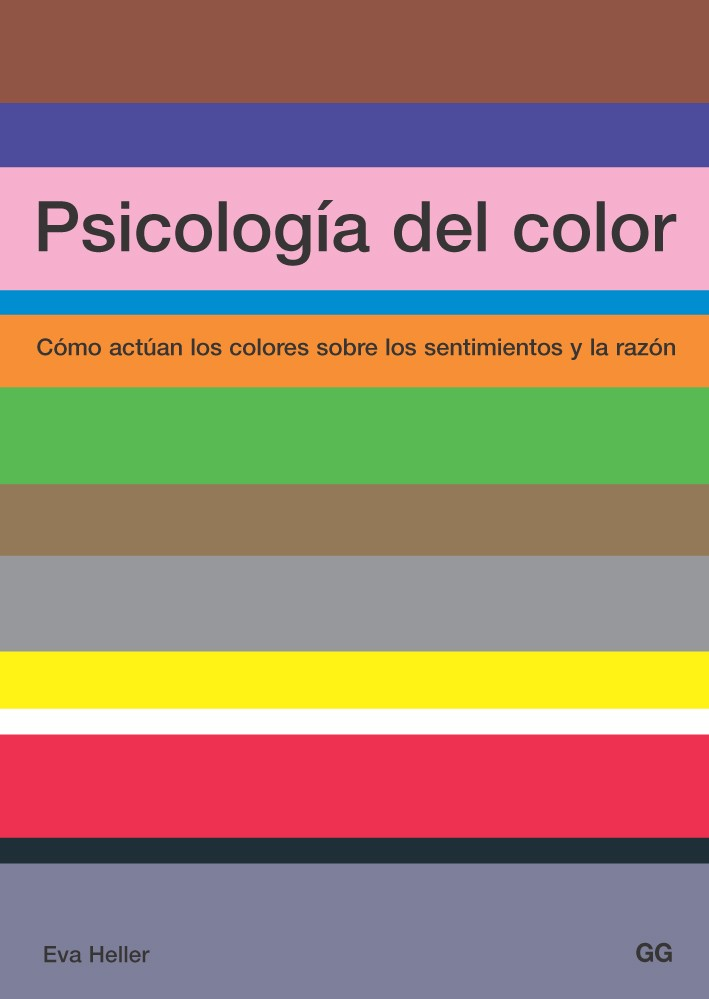 Psicología del color
Cómo actúan los colores sobre los sentimientos y la razón
Eva Heller
GG